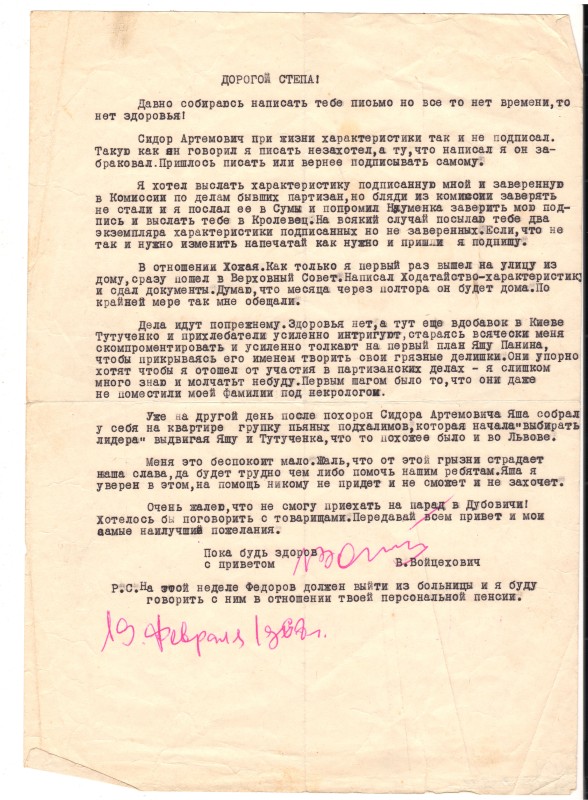 ДОРОГОЙ СТЕПА!
Давно собираюсь написать тебе письмо но все то нет времени,то
нет здоровья!
Сидор Артемович при жизни характеристики так и не подписал.
Такую как ян говорил я писать незахотел,а ту,что написал я он за-
браковал.Пришлось писать или вернее подписывать самому.
Я хотел выслать характеристику подписанную мной и заверенную
в Комиссии по делам бывших партизан,но бляди из комиссии заверять
не стали и я послал ее в Сумы и попромил Науменка заверить мою под-
пись и выслать тебе в Кролевец.На всякий случай посылаю тебе два
экземпляра характеристики подписанных но не заверенных.Если,что не
так и нужно изменить напечатай как нужно и пришли я подпишу.
В отношении Хожая.Как только я первый раз вышел на улицу из
дому,сразу пошел в Верховный Совет.Написал Ходатайство-характеристику
и сдал документы.Думаю,что месяца через полтора он будет дома.По
крайней мере так мне обещали.
Дела идут попрежнему.Здоровья нет,а тут еще вдобавок в Киеве
Тутученко и прихлебатели усиленно интригуют,стараясь всячески меня
скомпроментировать и усиленно толкают на первый план Яшу Панина,
чтобы прикрываясь его именем творить свои грязные делишки.Они упорно
хотят чтобы я отошел от участия в партизанских делах - я слишком
много знаю и молчатьт небуду.Первым шагом было то,что они даже
не поместили моей фамилии под некрологом.
Уже на другой день после похорон Сидора Артемовича Яша собрал
у себя на квартире групку пьяных подхалимов,которая начала"выбирать
лидера" выдвигая Яшу и Тутученка,что то похожее было и во Львове.
Меня это беспокоит мало.Жаль,что от этой грызни страдает
наша слава,да будет трудно чем либо помочь нашим ребятам.Яша я
уверен в этом,на помощь никому не придет и не сможет и не захочет.
Очень жалею,что не смогу приехать на парад в Дубовичи!
Хотелось бы поговорить с товарищами.Передавай всем привет и мои
аамые наилучший пожелания.
Пока будь здоров
с приветом В.Войцехович
Р.С.На этой неделе Федоров должен выйти из больницы и я буду
говорить с ним в отношении твоей персональной пенсии.
19. Февраля 1968г.